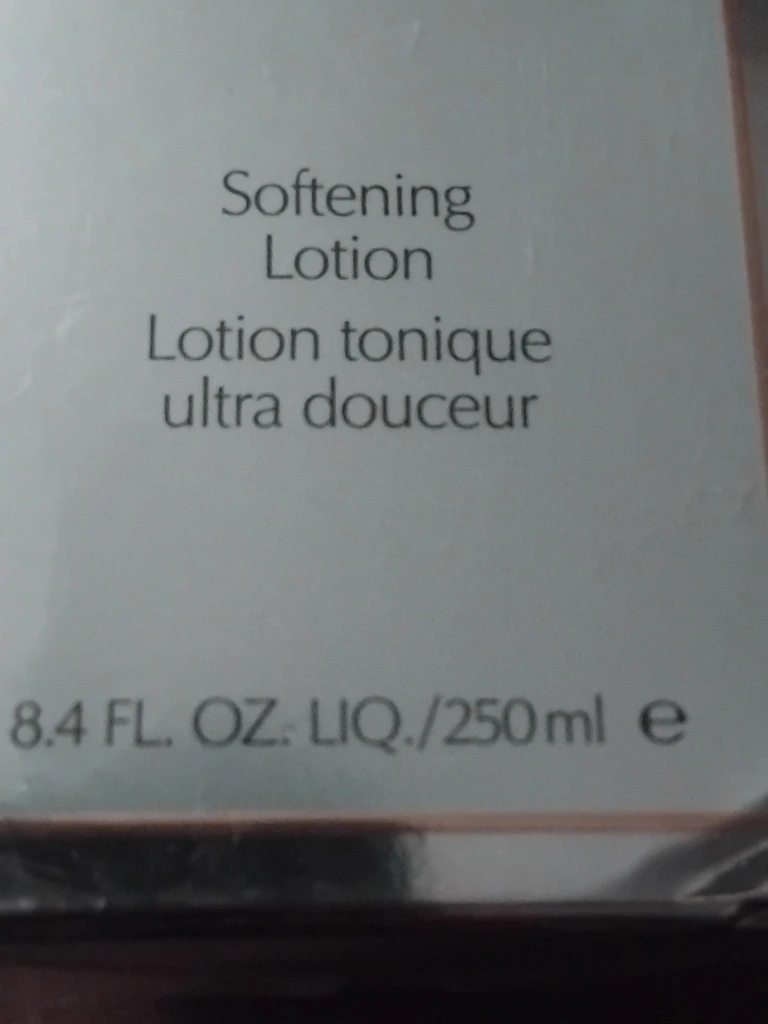 Softening
Lotion
Lotion tonique
ultra douceur
8.4 FL. OZ. LIQ./250ml ℮